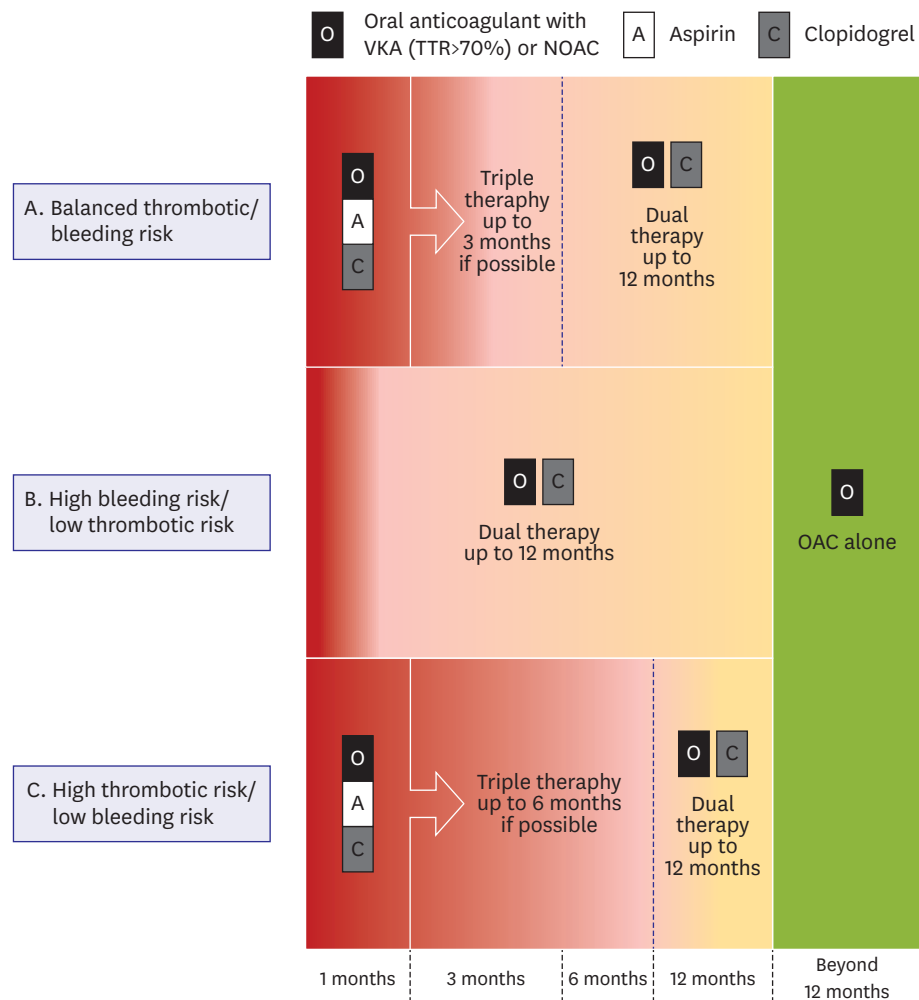 O Oral anticoagulant with
VKA (TTR>70%) or NOAC
A Aspirin
C Clopidogrel
A. Balanced thrombotic/
bleeding risk
O
A
C
Triple
theraphy
up to
3 months
if possible
O C
Dual
therapy
up to
12 months
B. High bleeding risk/
low thrombotic risk
O C
Dual therapy
up to 12 months
O
OAC alone
C. High thrombotic risk/
low bleeding risk
O
A
C
Triple theraphy
up to 6 months
if possible
O C
Dual
therapy
up to
12 months
1 months
3 months
6 months
12 months
Beyond
12 months